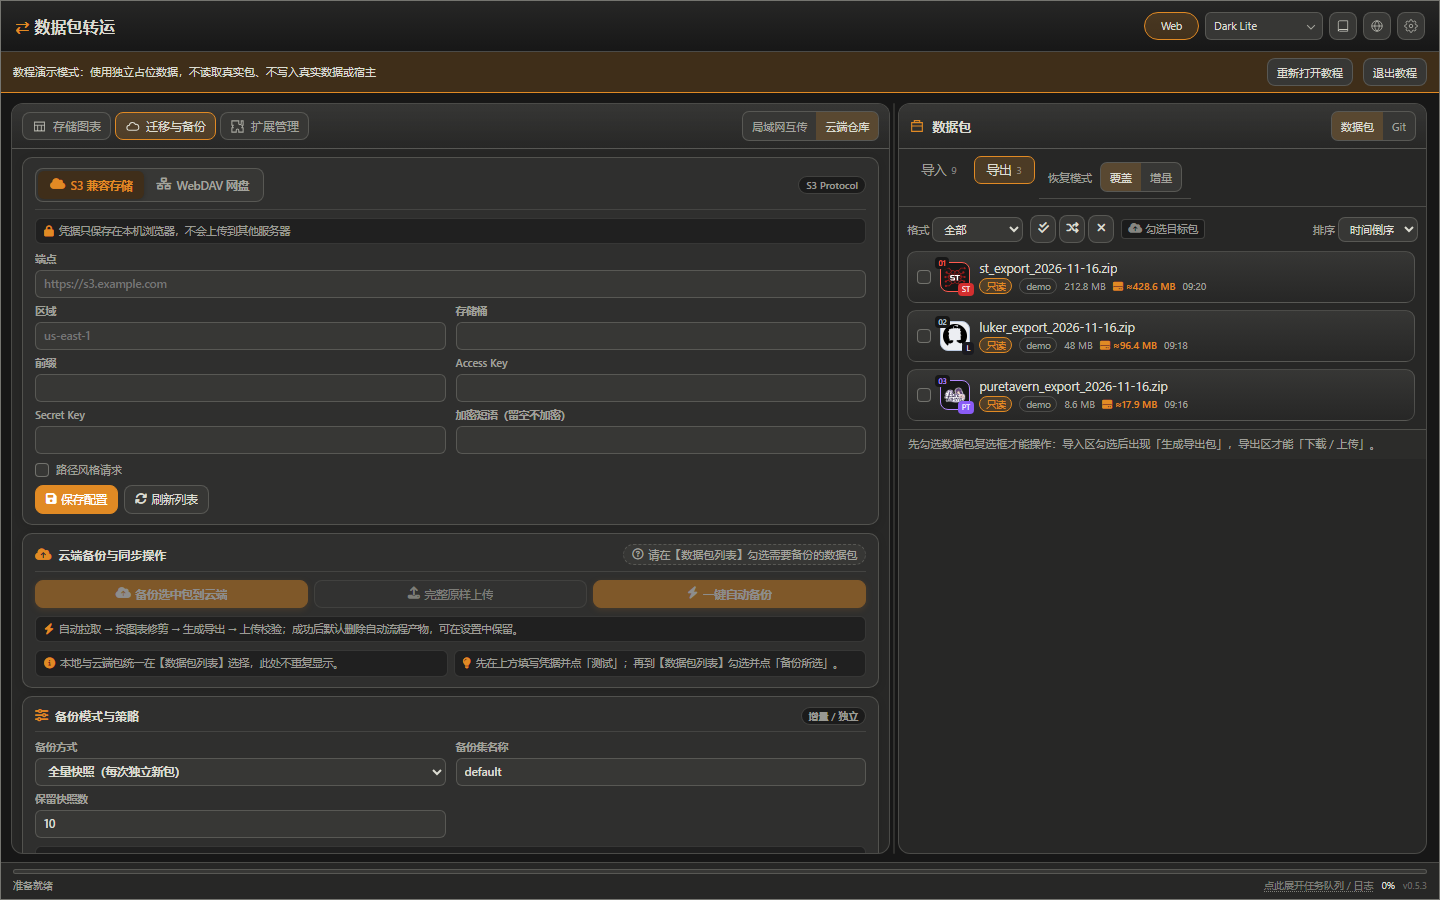 数据包转运
Web
Dark Lite
教程演示模式：使用独立占位数据，不读取真实包、不写入真实数据或宿主
重新打开教程
退出教程
存储图表
迁移与备份
扩展管理
局域网互传
云端仓库
S3 兼容存储
WebDAV 网盘
S3 Protocol
凭据只保存在本机浏览器，不会上传到其他服务器
端点
https://s3.example.com
区域
存储桶
us-east-1
前缀
Access Key
Secret Key
加密短语（留空不加密）
路径风格请求
保存配置
刷新列表
云端备份与同步操作
请在【数据包列表】勾选需要备份的数据包
备份选中包到云端
完整原样上传
一键自动备份
自动拉取 → 按图表修剪 → 生成导出 → 上传校验；成功后默认删除自动流程产物，可在设置中保留。
本地与云端包统一在【数据包列表】选择，此处不重复显示。
先在上方填写凭据并点「测试」；再到【数据包列表】勾选并点「备份所选」。
备份模式与策略
增量 / 独立
备份方式
备份集名称
全量快照（每次独立新包）
default
保留快照数
10
数据包
数据包
Git
导入 9
导出 3
恢复模式
覆盖
增量
格式
全部
勾选目标包
排序
时间倒序
01
ST
ST
st_export_2026-11-16.zip
只读
demo
212.8 MB
≈428.6 MB
09:20
02
L
luker_export_2026-11-16.zip
只读
demo
48 MB
≈96.4 MB
09:18
03
PT
puretavern_export_2026-11-16.zip
只读
demo
8.6 MB
≈17.9 MB
09:16
先勾选数据包复选框才能操作：导入区勾选后出现「生成导出包」，导出区才能「下载 / 上传」。
准备就绪
点此展开任务队列 / 日志
0%
v0.5.3